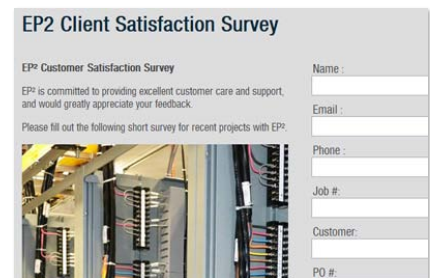 EP2 Client Satisfaction Survey
EP² Customer Satisfaction Survey
EP² is committed to providing excellent customer care and support,
and would greatly appreciate your feedback.
Please fill out the following short survey for recent projects with EP².
Name :
Email :
Phone :
Job #:
Customer:
PO #: